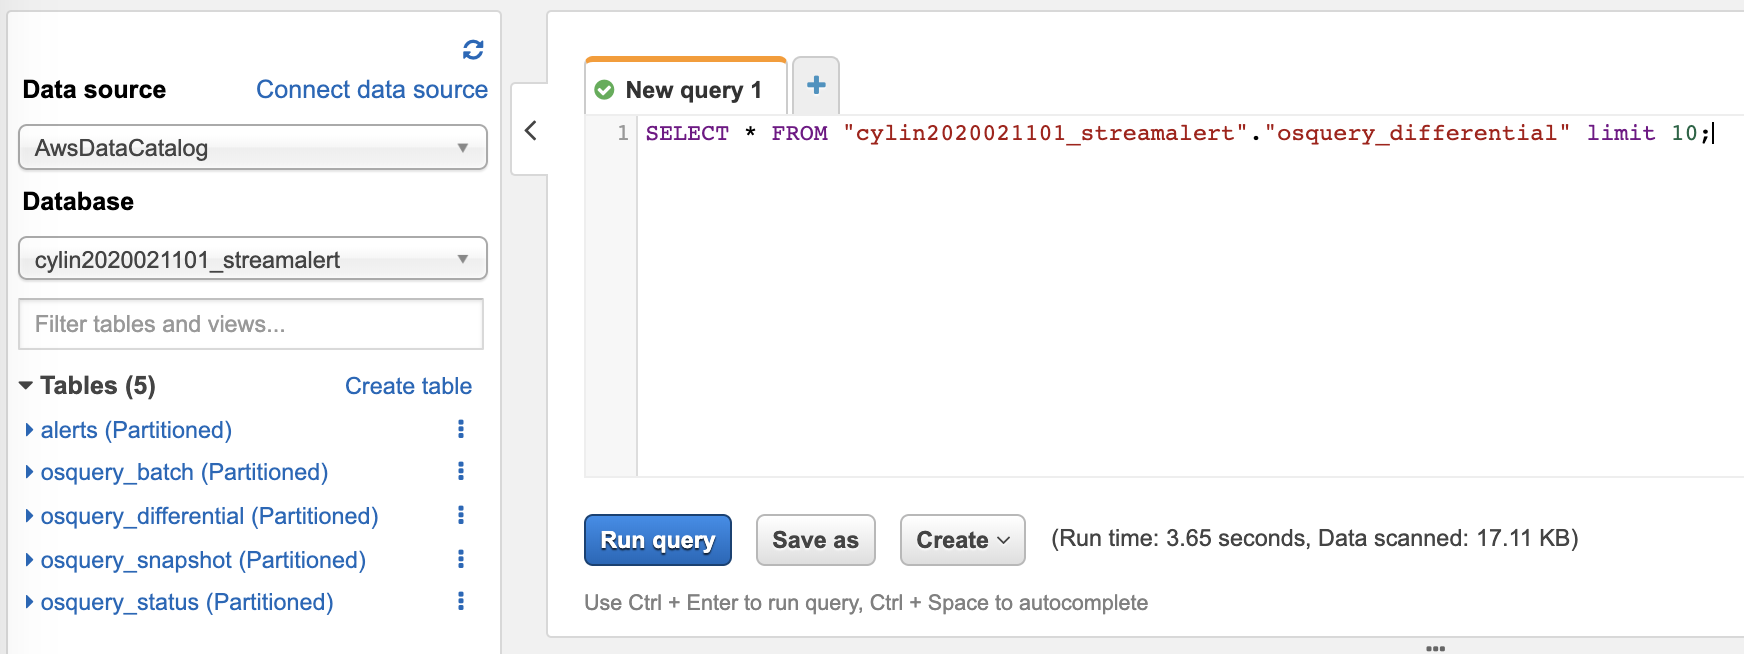 Data source
Connect data source
AwsDataCatalog
Database
cylin2020021101_streamalert
Filter tables and views...
Tables (5)
Create table
alerts (Partitioned)
osquery_batch (Partitioned)
osquery_differential (Partitioned)
osquery_snapshot (Partitioned)
osquery_status (Partitioned)
New query 1
+
1 SELECT * FROM "cylin2020021101_streamalert"."osquery_differential" limit 10;
Run query
Save as
Create
(Run time: 3.65 seconds, Data scanned: 17.11 KB)
Use Ctrl + Enter to run query, Ctrl + Space to autocomplete